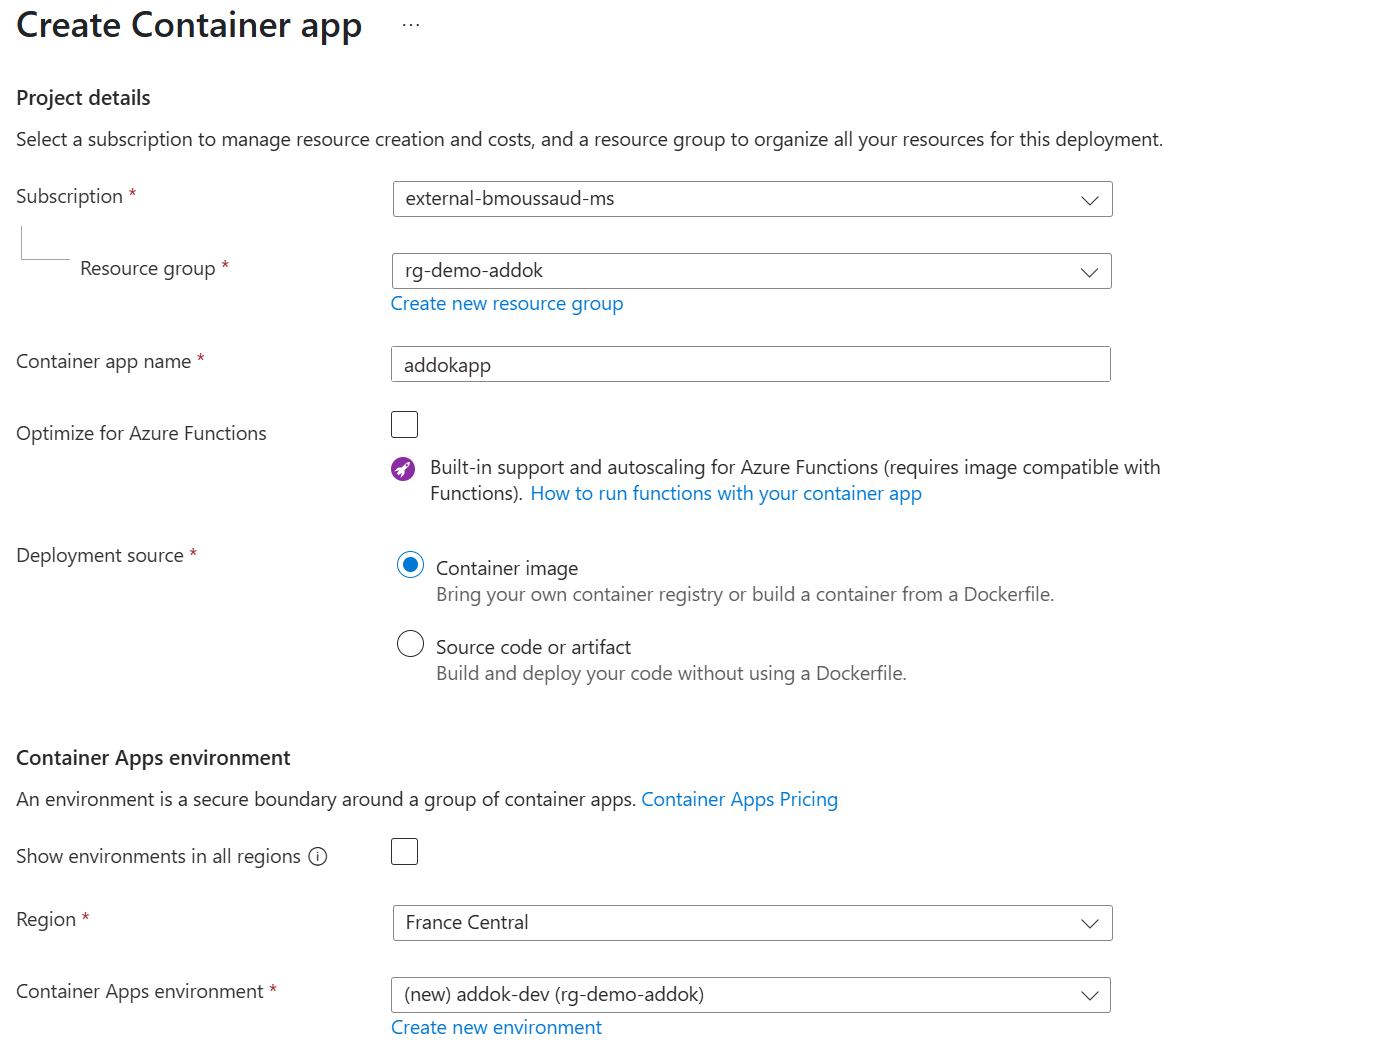 Create Container app
...
Project details
Select a subscription to manage resource creation and costs, and a resource group to organize all your resources for this deployment.
Subscription *
external-bmoussaud-ms
Resource group *
rg-demo-addok
Create new resource group
Container app name *
addokapp
Optimize for Azure Functions
Built-in support and autoscaling for Azure Functions (requires image compatible with
Functions). How to run functions with your container app
Deployment source *
Container image
Bring your own container registry or build a container from a Dockerfile.
Source code or artifact
Build and deploy your code without using a Dockerfile.
Container Apps environment
An environment is a secure boundary around a group of container apps. Container Apps Pricing
Show environments in all regions
Region *
France Central
Container Apps environment *
(new) addok-dev (rg-demo-addok)
Create new environment